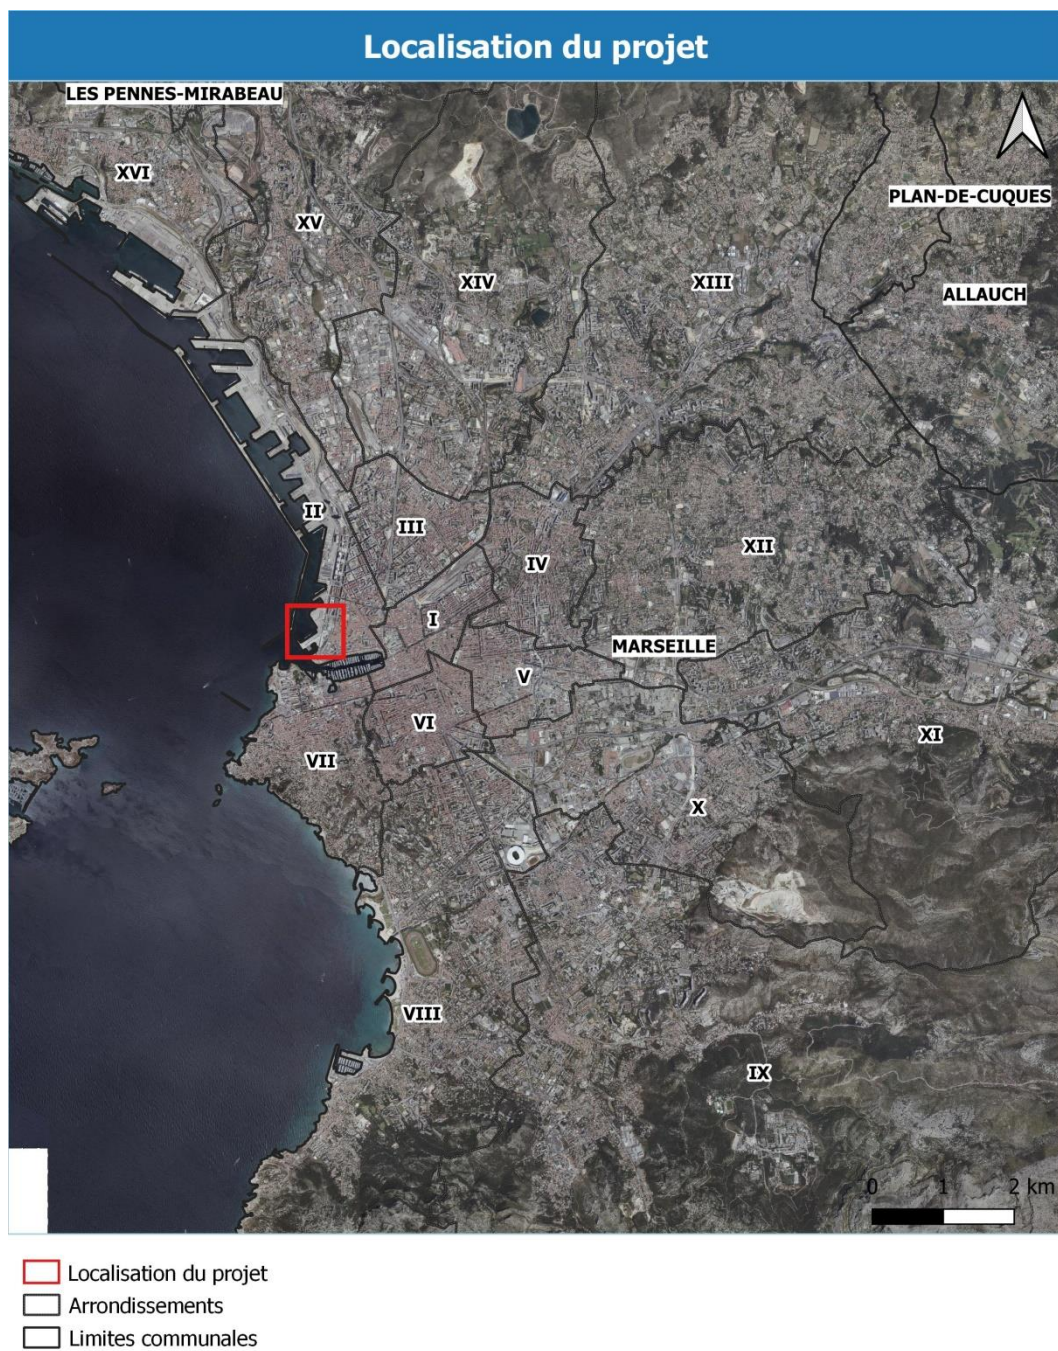 Localisation du projet
LES PENNES-MIRABEAU
XVI
PLAN-DE-CUQUES
XV
XIV
XIII
ALLAUCH
II
III
XII
IV
I
MARSEILLE
V
VI
XI
VII
X
VIII
IX
0 1 2 km
Localisation du projet
Arrondissements
Limites communales